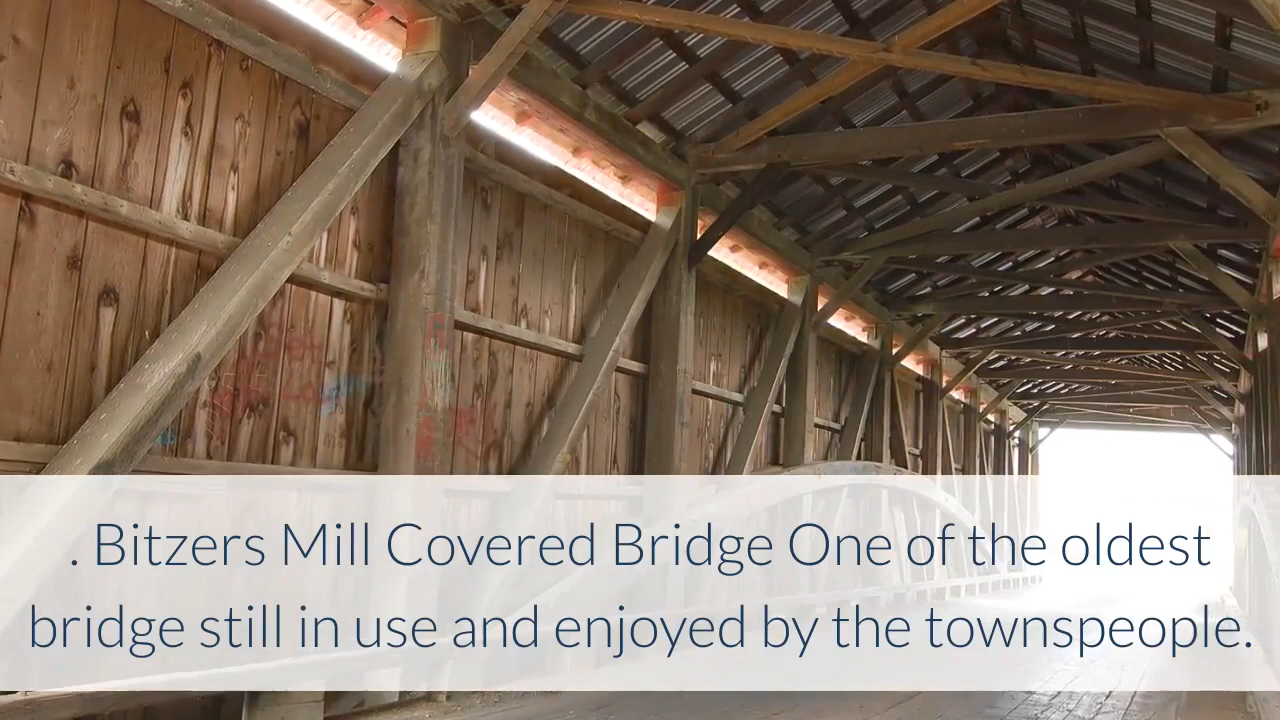 . Bitzers Mill Covered Bridge One of the oldest
bridge still in use and enjoyed by the townspeople.